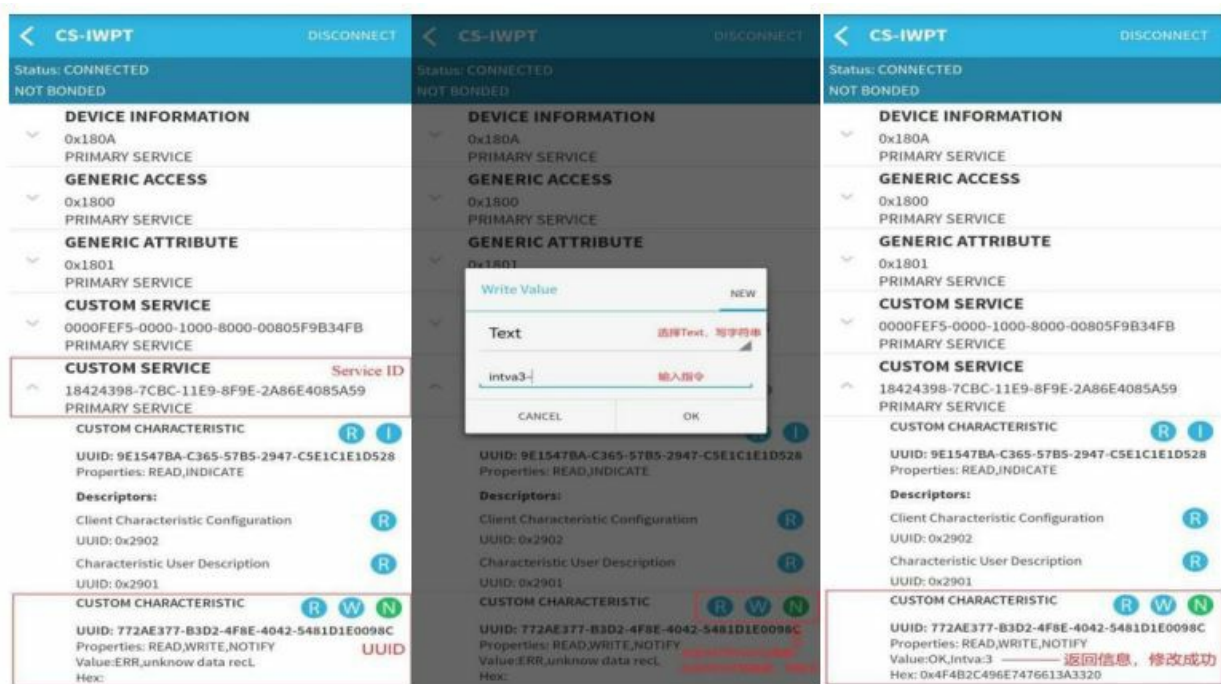 CS-IWPT DISCONNECT
Status: CONNECTED
NOT BONDED
DEVICE INFORMATION
0x180A
PRIMARY SERVICE
GENERIC ACCESS
0x1800
PRIMARY SERVICE
GENERIC ATTRIBUTE
0x1801
PRIMARY SERVICE
CUSTOM SERVICE
0000FEF5-0000-1000-8000-00805F9B34FB
PRIMARY SERVICE
CUSTOM SERVICE Service ID
18424398-7CBC-11E9-8F9E-2A86E4085A59
PRIMARY SERVICE
CUSTOM CHARACTERISTIC R I
UUID: 9E1547BA-C365-57B5-2947-C5E1C1E1D528
Properties: READ,INDICATE
Descriptors:
Client Characteristic Configuration R
UUID: 0x2902
Characteristic User Description R
UUID: 0x2901
CUSTOM CHARACTERISTIC R W N
UUID: 772AE377-B3D2-4F8E-4042-5481D1E0098C
Properties: READ,WRITE,NOTIFY UUID
Value:ERR,unknow data recL
Hex:
CS-IWPT DISCONNECT
Status: CONNECTED
NOT BONDED
DEVICE INFORMATION
0x180A
PRIMARY SERVICE
GENERIC ACCESS
0x1800
PRIMARY SERVICE
GENERIC ATTRIBUTE
0x1801
Write Value NEW
Text 选择Text，写字符串
intva3- 输入指令
CANCEL OK
UUID: 9E1547BA-C365-57B5-2947-C5E1C1E1D528
Properties: READ,INDICATE
Descriptors:
Client Characteristic Configuration R
UUID: 0x2902
Characteristic User Description R
UUID: 0x2901
CUSTOM CHARACTERISTIC R W N
UUID: 772AE377-B3D2-4F8E-4042-5481D1E0098C
Properties: READ,WRITE,NOTIFY
Value:ERR,unknow data recL
Hex:
CS-IWPT DISCONNECT
Status: CONNECTED
NOT BONDED
DEVICE INFORMATION
0x180A
PRIMARY SERVICE
GENERIC ACCESS
0x1800
PRIMARY SERVICE
GENERIC ATTRIBUTE
0x1801
PRIMARY SERVICE
CUSTOM SERVICE
0000FEF5-0000-1000-8000-00805F9B34FB
PRIMARY SERVICE
CUSTOM SERVICE
18424398-7CBC-11E9-8F9E-2A86E4085A59
PRIMARY SERVICE
CUSTOM CHARACTERISTIC R I
UUID: 9E1547BA-C365-57B5-2947-C5E1C1E1D528
Properties: READ,INDICATE
Descriptors:
Client Characteristic Configuration R
UUID: 0x2902
Characteristic User Description R
UUID: 0x2901
CUSTOM CHARACTERISTIC R W N
UUID: 772AE377-B3D2-4F8E-4042-5481D1E0098C
Properties: READ,WRITE,NOTIFY
Value:OK,Intva:3 返回信息，修改成功
Hex: 0x4F4B2C496E7476613A3320